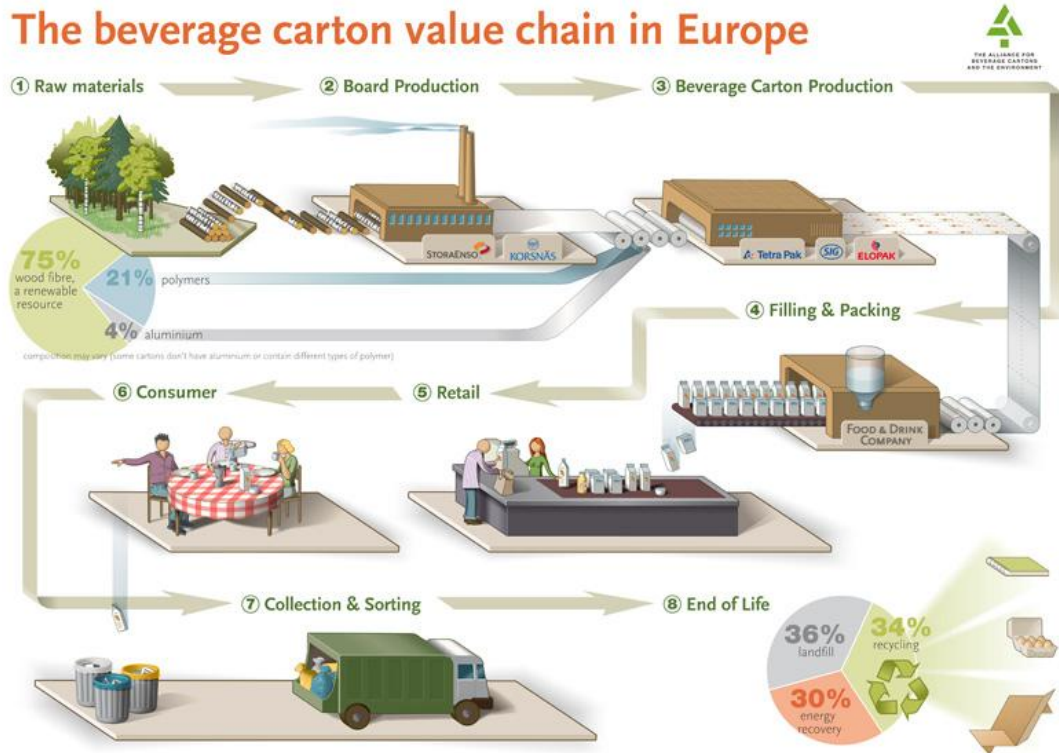 The beverage carton value chain in Europe
THE ALLIANCE FOR
BEVERAGE CARTONS
AND THE ENVIRONMENT
1 Raw materials
2 Board Production
3 Beverage Carton Production
STORAENSO
KORSNÄS
Tetra Pak
SIG
ELOPAK
75%
wood fibre,
a renewable
resource
21% polymers
4% aluminium
composition may vary (some cartons don't have aluminium or contain different types of polymer)
4 Filling & Packing
FOOD & DRINK
COMPANY
6 Consumer
5 Retail
7 Collection & Sorting
8 End of Life
36%
landfill
34%
recycling
30%
energy
recovery